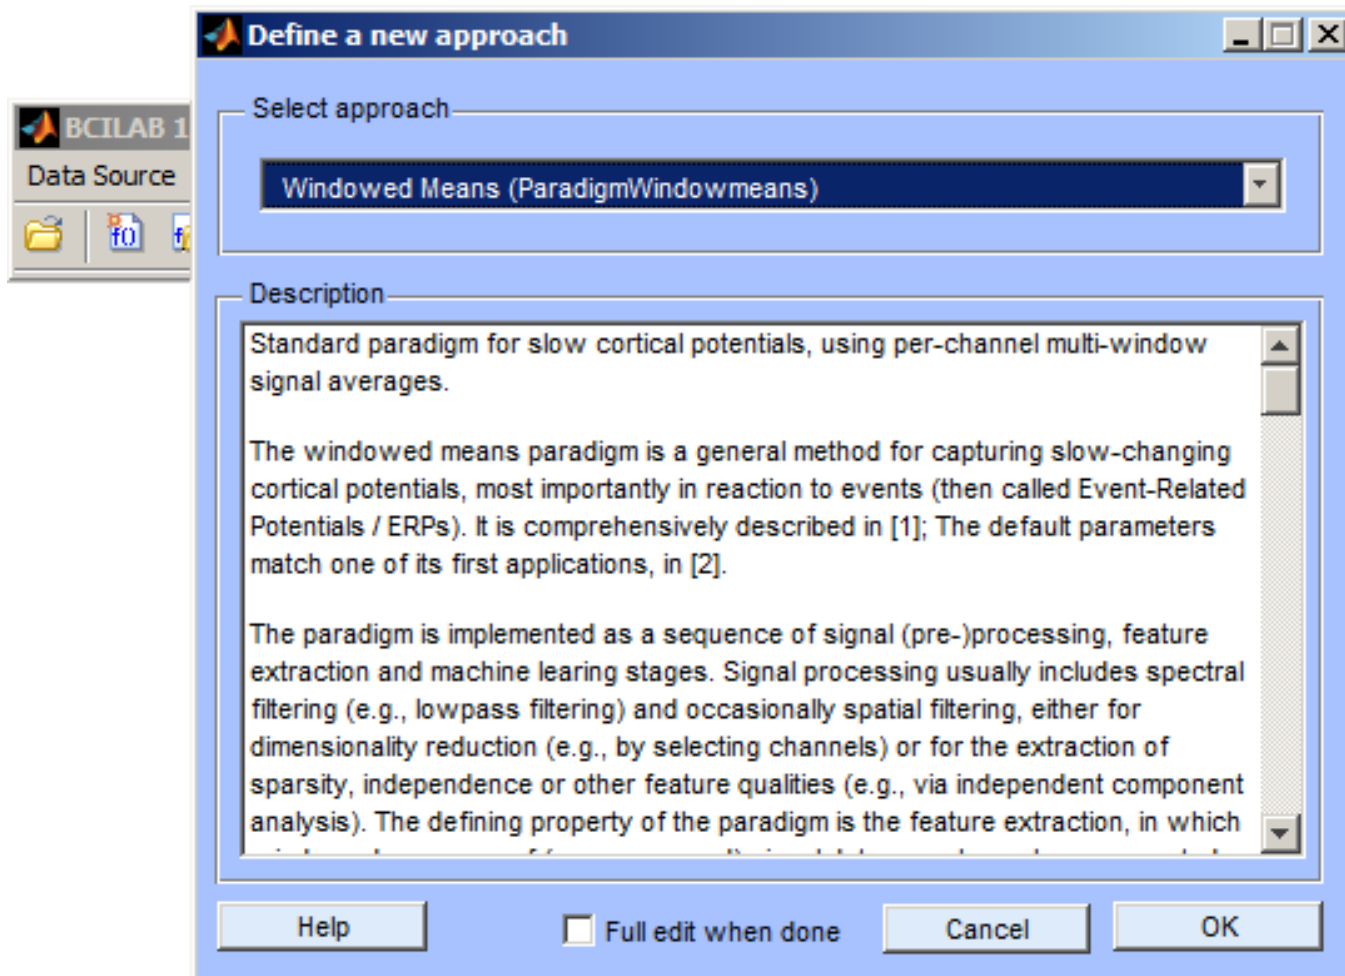 Define a new approach
BCILAB 1
Data Source
f()
Select approach
Windowed Means (ParadigmWindowmeans)
Description
Standard paradigm for slow cortical potentials, using per-channel multi-window
signal averages.
The windowed means paradigm is a general method for capturing slow-changing
cortical potentials, most importantly in reaction to events (then called Event-Related
Potentials / ERPs). It is comprehensively described in [1]; The default parameters
match one of its first applications, in [2].
The paradigm is implemented as a sequence of signal (pre-)processing, feature
extraction and machine learing stages. Signal processing usually includes spectral
filtering (e.g., lowpass filtering) and occasionally spatial filtering, either for
dimensionality reduction (e.g., by selecting channels) or for the extraction of
sparsity, independence or other feature qualities (e.g., via independent component
analysis). The defining property of the paradigm is the feature extraction, in which
Help
Full edit when done
Cancel
OK